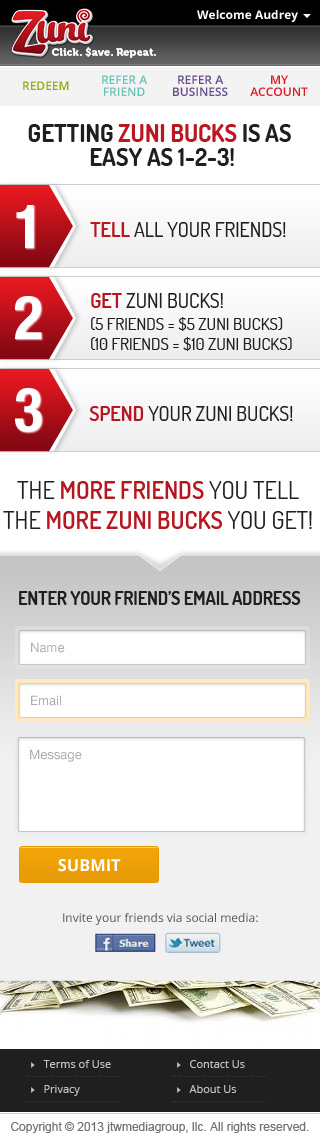 Zuni
Click. $ave. Repeat.
Welcome Audrey
REDEEM
REFER A
FRIEND
REFER A
BUSINESS
MY
ACCOUNT
GETTING ZUNI BUCKS IS AS
EASY AS 1-2-3!
1
TELL ALL YOUR FRIENDS!
2
GET ZUNI BUCKS!
(5 FRIENDS = $5 ZUNI BUCKS)
(10 FRIENDS = $10 ZUNI BUCKS)
3
SPEND YOUR ZUNI BUCKS!
THE MORE FRIENDS YOU TELL
THE MORE ZUNI BUCKS YOU GET!
ENTER YOUR FRIEND'S EMAIL ADDRESS
Name
Email
Message
SUBMIT
Invite your friends via social media:
f Share
Tweet
Terms of Use
Contact Us
Privacy
About Us
Copyright © 2013 jtwmediagroup, llc. All rights reserved.